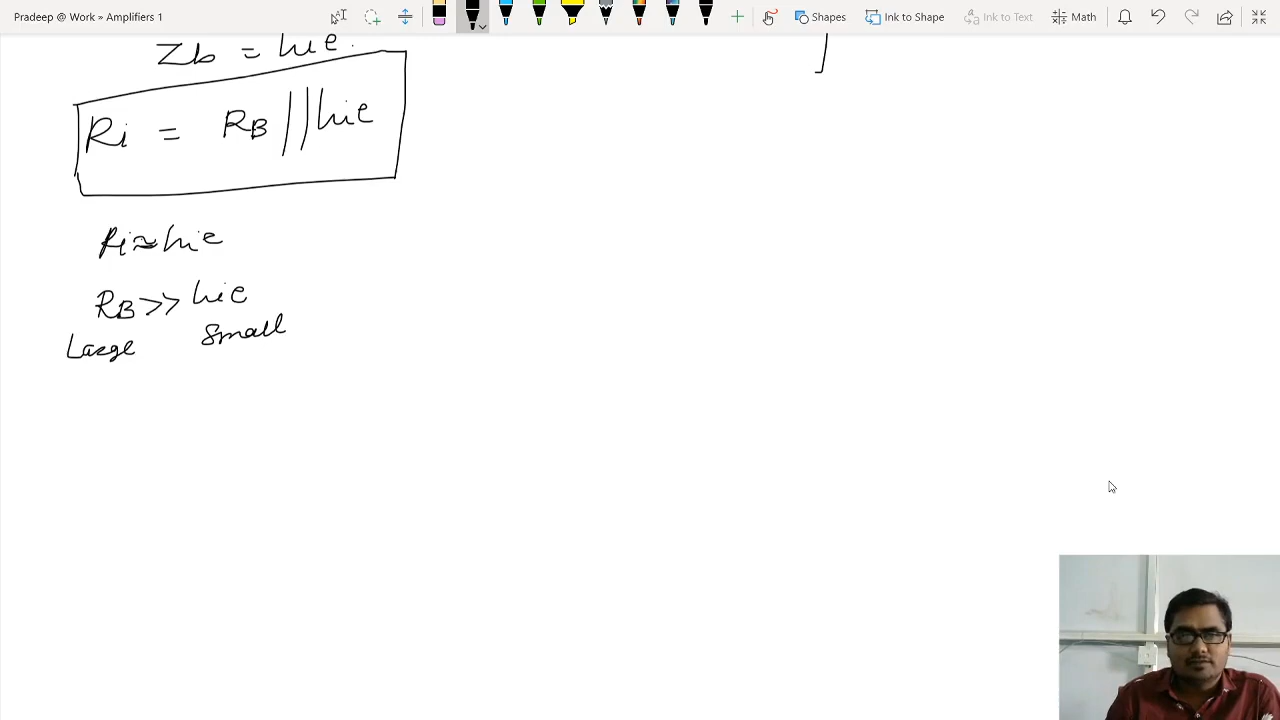 Pradeep @ Work » Amplifiers 1
Shapes
Ink to Shape
Ink to Text
Math
Zb = hie.
Ri = RB || hie
Ri ≈ hie
RB >> hie
Large small